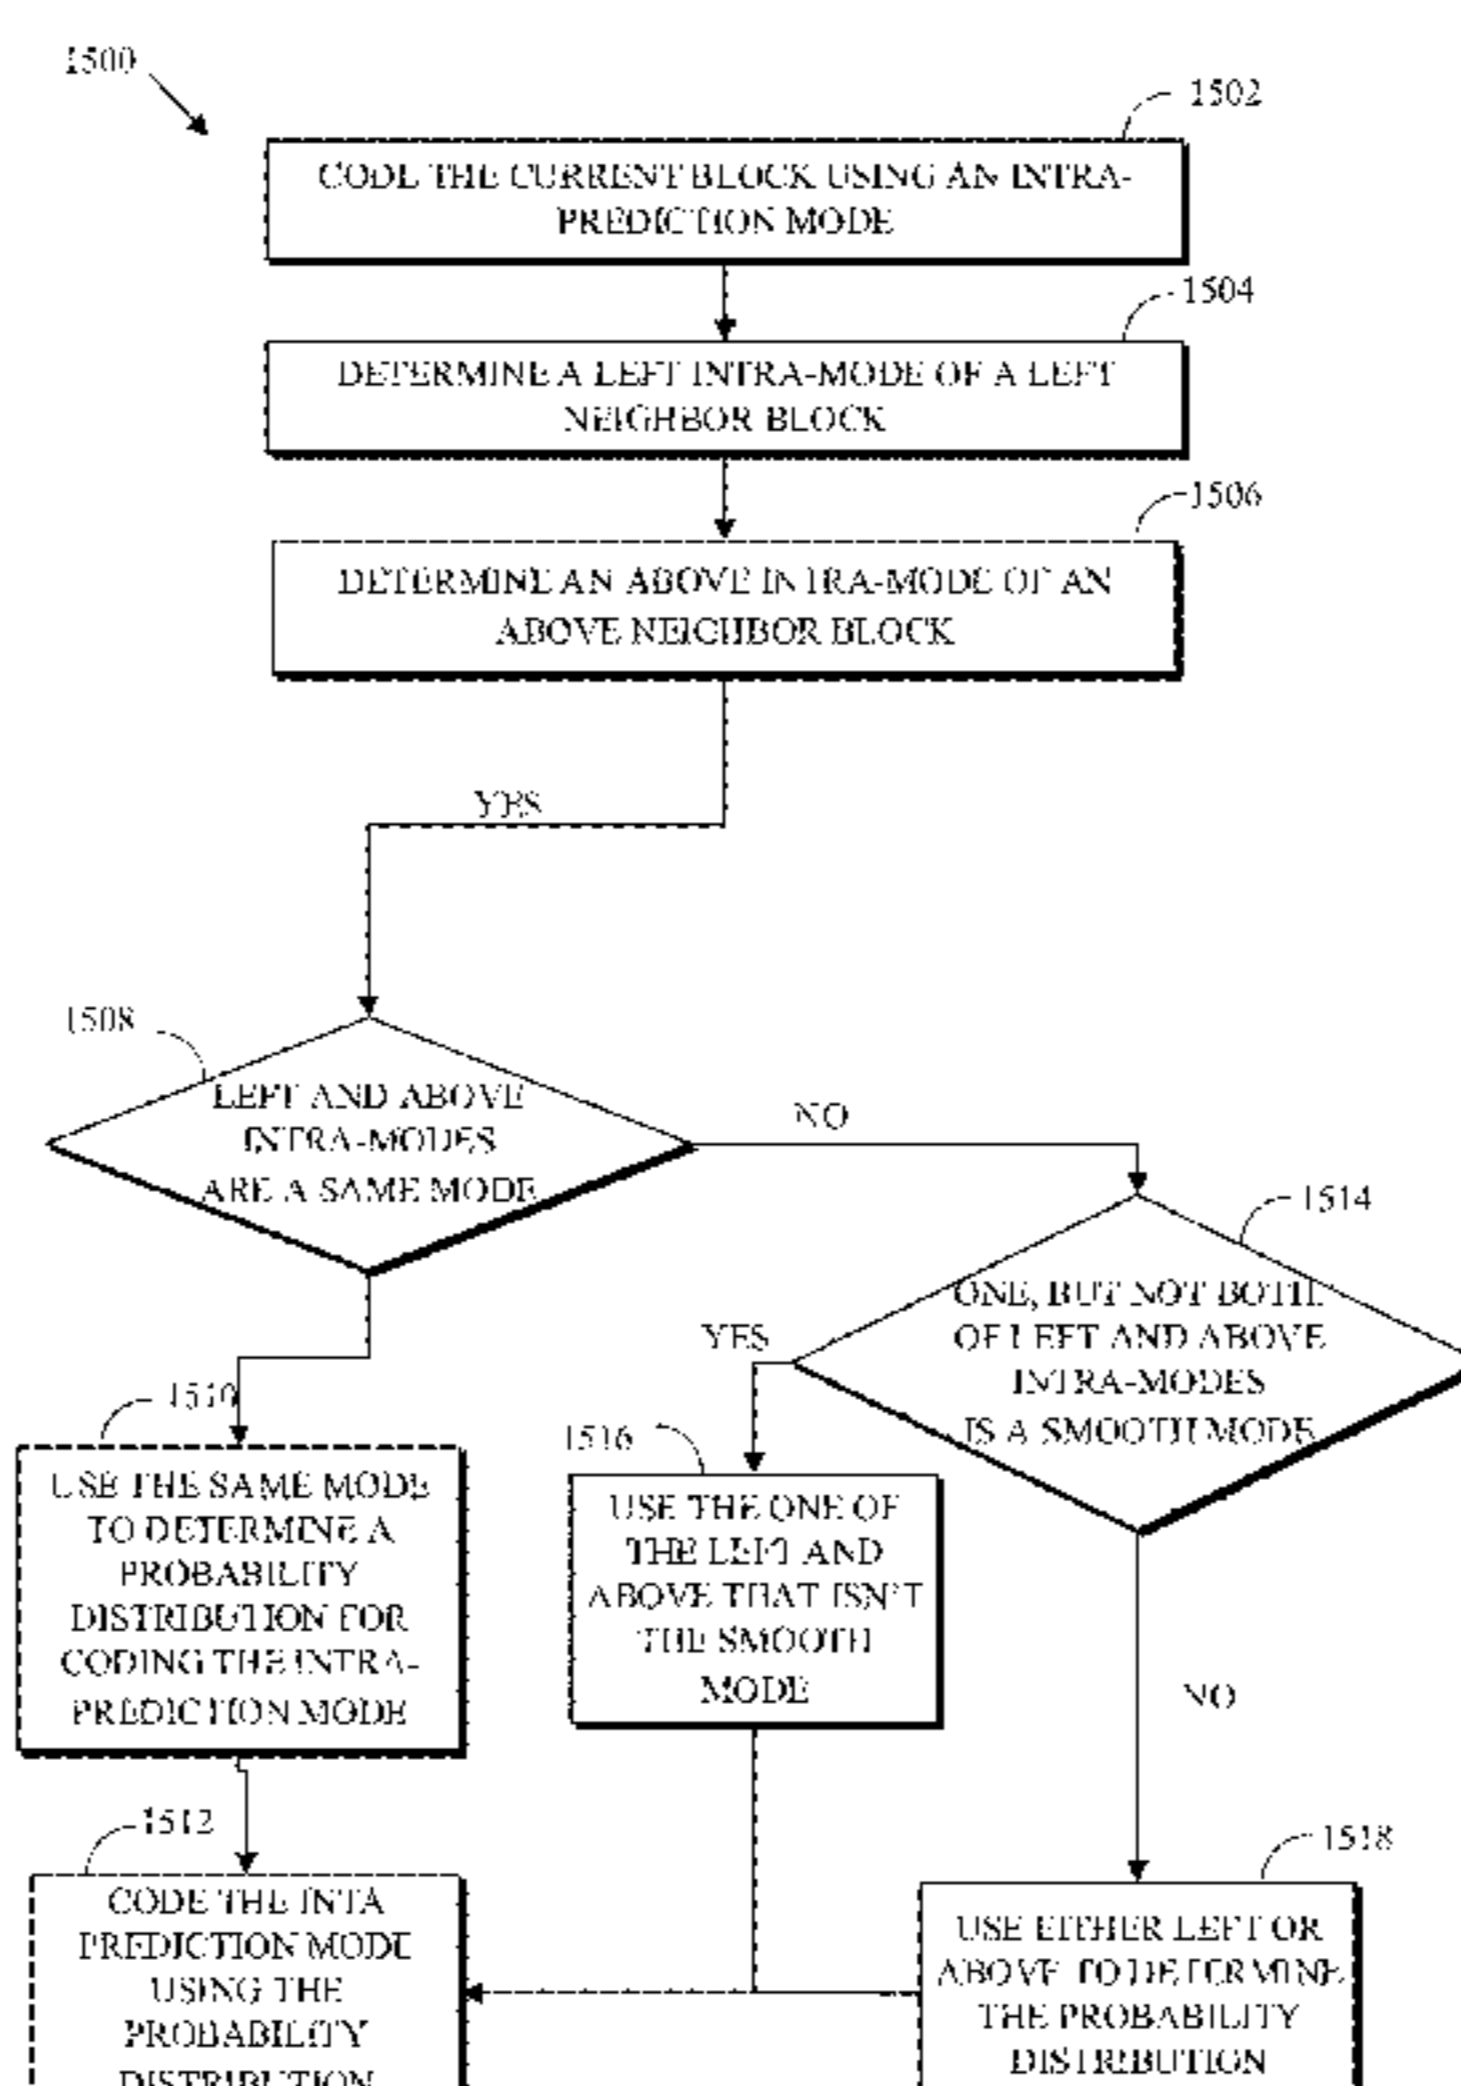 1500
1502
CODE THE CURRENT BLOCK USING AN INTRA-
PREDICTION MODE
1504
DETERMINE A LEFT INTRA-MODE OF A LEFT
NEIGHBOR BLOCK
1506
DETERMINE AN ABOVE INTRA-MODE OF AN
ABOVE NEIGHBOR BLOCK
YES
1508
LEFT AND ABOVE
INTRA-MODES
ARE A SAME MODE
NO
1514
ONE, BUT NOT BOTH
OF LEFT AND ABOVE
INTRA-MODES
IS A SMOOTH MODE
YES
1510
USE THE SAME MODE
TO DETERMINE A
PROBABILITY
DISTRIBUTION FOR
CODING THE INTRA-
PREDICTION MODE
1516
USE THE ONE OF
THE LEFT AND
ABOVE THAT ISN'T
THE SMOOTH
MODE
NO
1512
CODE THE INTA
PREDICTION MODE
USING THE
PROBABILITY
DISTRIBUTION
1518
USE EITHER LEFT OR
ABOVE TO DETERMINE
THE PROBABILITY
DISTRIBUTION